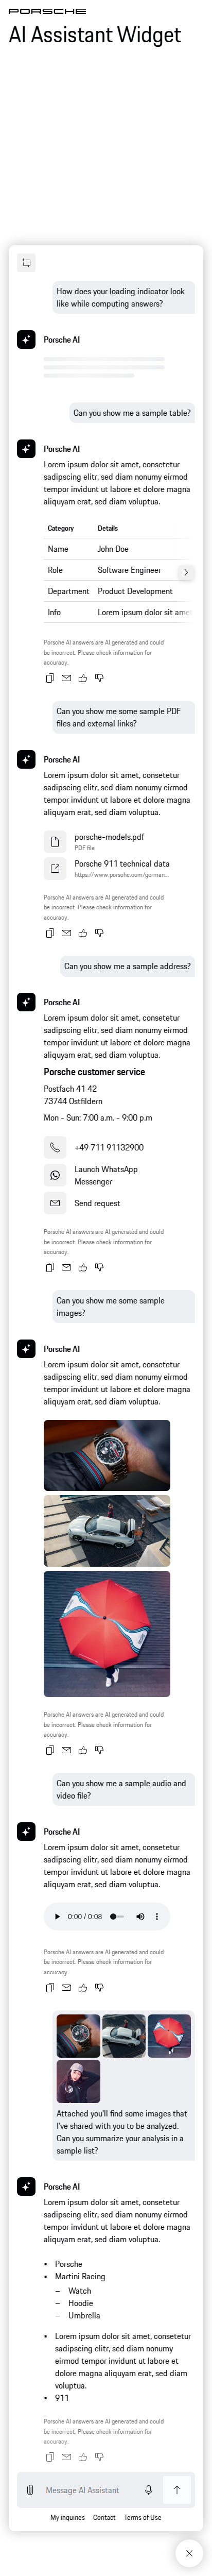 PORSCHE
AI Assistant Widget
How does your loading indicator look
like while computing answers?
Porsche AI
Can you show me a sample table?
Porsche AI
Lorem ipsum dolor sit amet, consetetur
sadipscing elitr, sed diam nonumy eirmod
tempor invidunt ut labore et dolore magna
aliquyam erat, sed diam voluptua.
Category Details
Name John Doe
Role Software Engineer
Department Product Development
Info Lorem ipsum dolor sit amet
Porsche AI answers are AI generated and could
be incorrect. Please check information for
accuracy.
Can you show me some sample PDF
files and external links?
Porsche AI
Lorem ipsum dolor sit amet, consetetur
sadipscing elitr, sed diam nonumy eirmod
tempor invidunt ut labore et dolore magna
aliquyam erat, sed diam voluptua.
porsche-models.pdf
PDF file
Porsche 911 technical data
https://www.porsche.com/german...
Porsche AI answers are AI generated and could
be incorrect. Please check information for
accuracy.
Can you show me a sample address?
Porsche AI
Lorem ipsum dolor sit amet, consetetur
sadipscing elitr, sed diam nonumy eirmod
tempor invidunt ut labore et dolore magna
aliquyam erat, sed diam voluptua.
Porsche customer service
Postfach 41 42
73744 Ostfildern
Mon - Sun: 7:00 a.m. - 9:00 p.m
+49 711 91132900
Launch WhatsApp
Messenger
Send request
Porsche AI answers are AI generated and could
be incorrect. Please check information for
accuracy.
Can you show me some sample
images?
Porsche AI
Lorem ipsum dolor sit amet, consetetur
sadipscing elitr, sed diam nonumy eirmod
tempor invidunt ut labore et dolore magna
aliquyam erat, sed diam voluptua.
Porsche AI answers are AI generated and could
be incorrect. Please check information for
accuracy.
Can you show me a sample audio and
video file?
Porsche AI
Lorem ipsum dolor sit amet, consetetur
sadipscing elitr, sed diam nonumy eirmod
tempor invidunt ut labore et dolore magna
aliquyam erat, sed diam voluptua.
0:00 / 0:08
Porsche AI answers are AI generated and could
be incorrect. Please check information for
accuracy.
Attached you'll find some images that
I've shared with you to be analyzed.
Can you summarize your analysis in a
sample list?
Porsche AI
Lorem ipsum dolor sit amet, consetetur
sadipscing elitr, sed diam nonumy eirmod
tempor invidunt ut labore et dolore magna
aliquyam erat, sed diam voluptua.
• Porsche
• Martini Racing
– Watch
– Hoodie
– Umbrella
• Lorem ipsum dolor sit amet, consetetur
sadipscing elitr, sed diam nonumy
eirmod tempor invidunt ut labore et
dolore magna aliquyam erat, sed diam
voluptua.
• 911
Porsche AI answers are AI generated and could
be incorrect. Please check information for
accuracy.
Message AI Assistant
My inquiries Contact Terms of Use